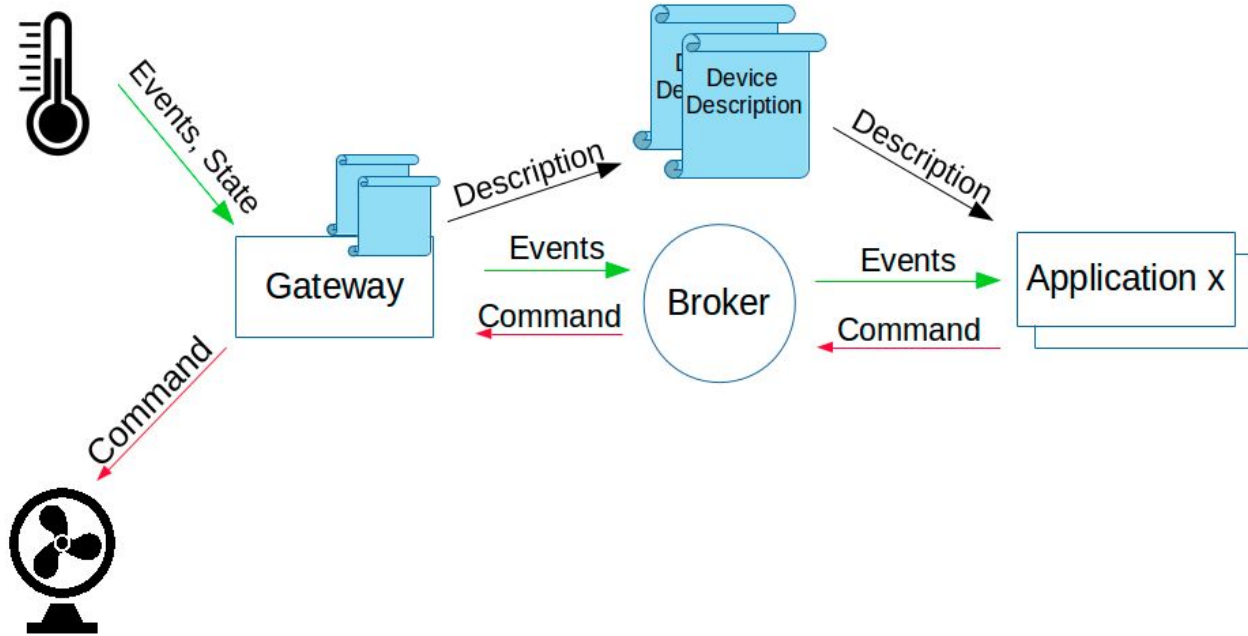 Events, State
Device
Description
Description
Description
Gateway
Events
Command
Broker
Events
Command
Application x
Command